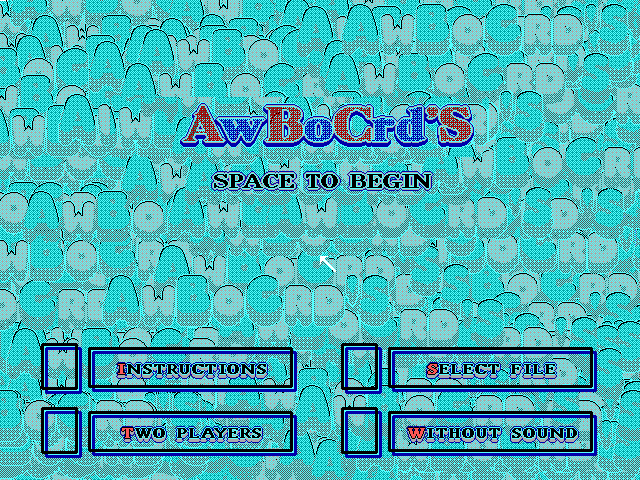 AwBoCrd'S
SPACE TO BEGIN
INSTRUCTIONS
SELECT FILE
TWO PLAYERS
WITHOUT SOUND